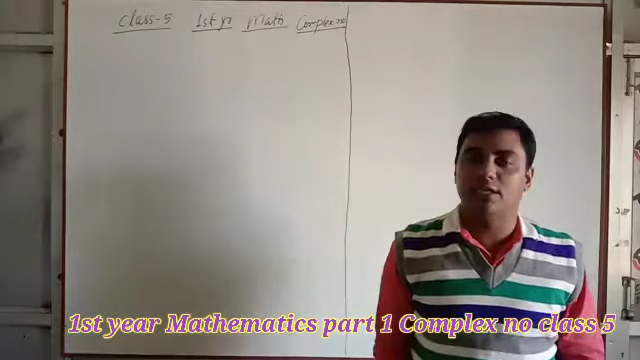 Class-5 1st yr Math Complex no
1st year Mathematics part 1 Complex no class 5